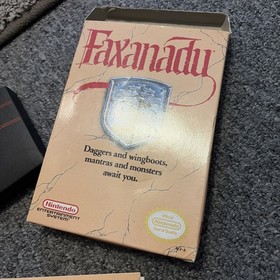 Faxanadu
Daggers and wingboots,
mantras and monsters
await you.
Nintendo
ENTERTAINMENT
SYSTEM